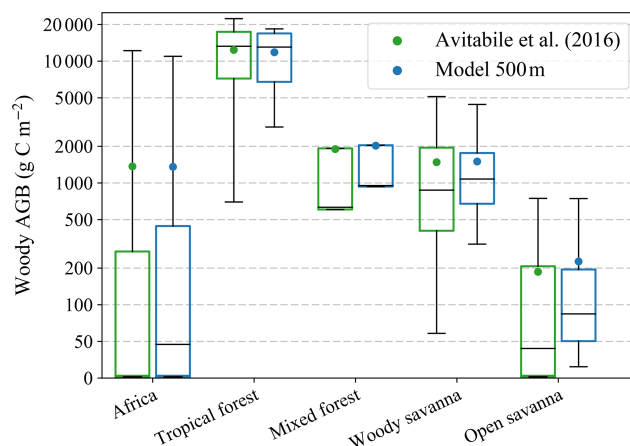 Woody AGB (g C m⁻²)
20 000
10 000
5000
2000
1000
500
200
100
50
0
Avitabile et al. (2016)
Model 500 m
Africa
Tropical forest
Mixed forest
Woody savanna
Open savanna